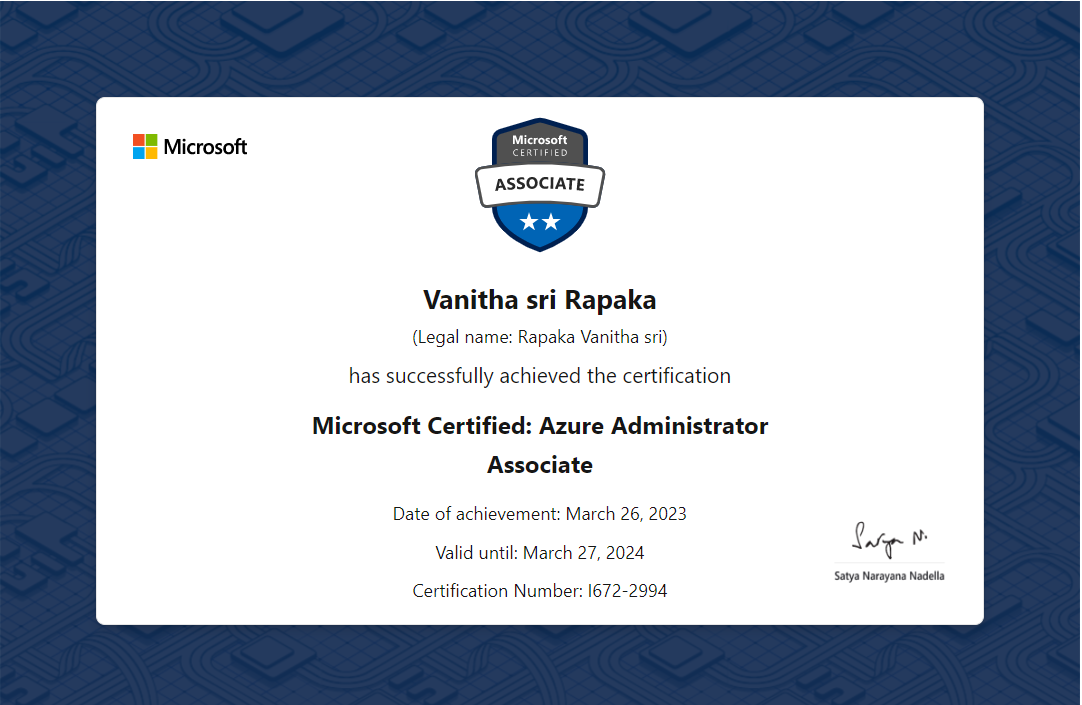 Microsoft
Microsoft
CERTIFIED
ASSOCIATE
Vanitha sri Rapaka
(Legal name: Rapaka Vanitha sri)
has successfully achieved the certification
Microsoft Certified: Azure Administrator
Associate
Date of achievement: March 26, 2023
Valid until: March 27, 2024
Certification Number: I672-2994
Satya N.
Satya Narayana Nadella